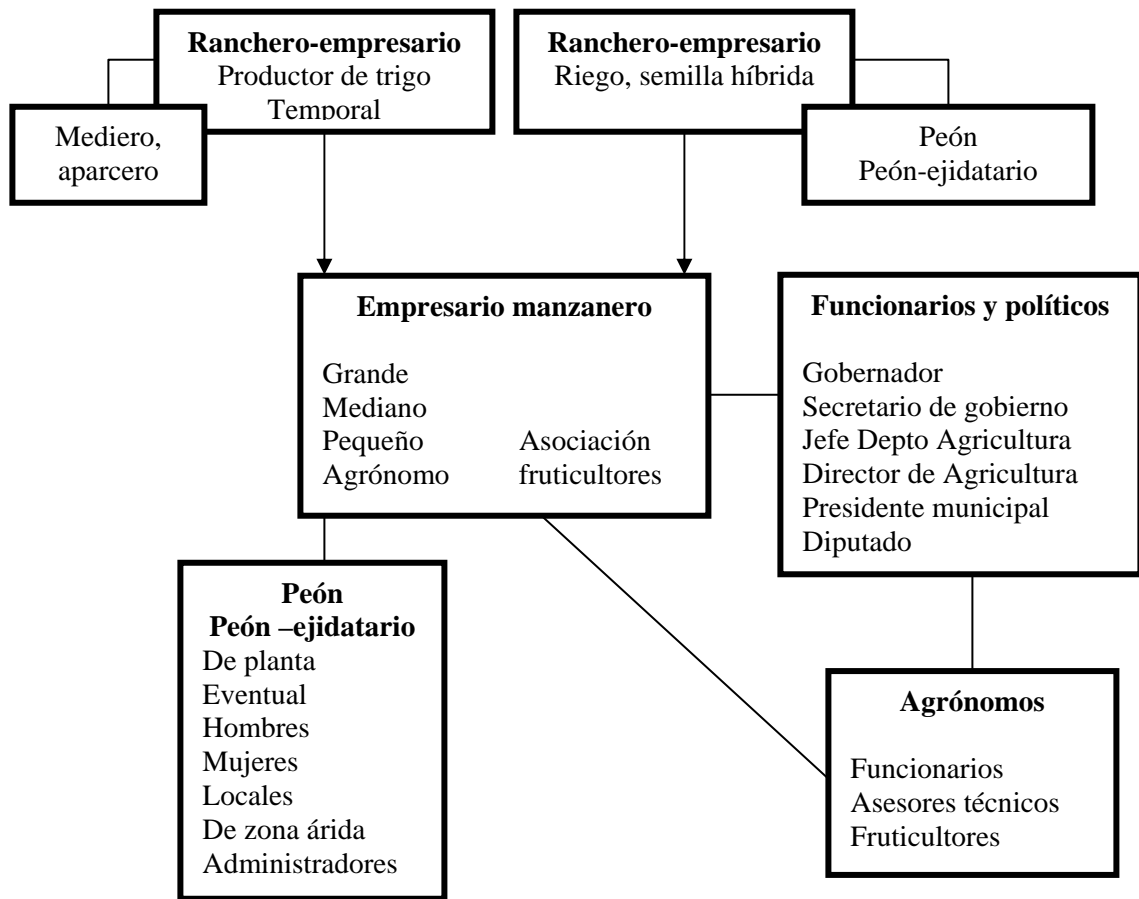 Ranchero-empresario
Productor de trigo
Temporal
Ranchero-empresario
Riego, semilla híbrida
Mediero,
aparcero
Peón
Peón-ejidatario
Empresario manzanero
Grande
Mediano
Pequeño Asociación
Agrónomo fruticultores
Funcionarios y políticos
Gobernador
Secretario de gobierno
Jefe Depto Agricultura
Director de Agricultura
Presidente municipal
Diputado
Peón
Peón –ejidatario
De planta
Eventual
Hombres
Mujeres
Locales
De zona árida
Administradores
Agrónomos
Funcionarios
Asesores técnicos
Fruticultores